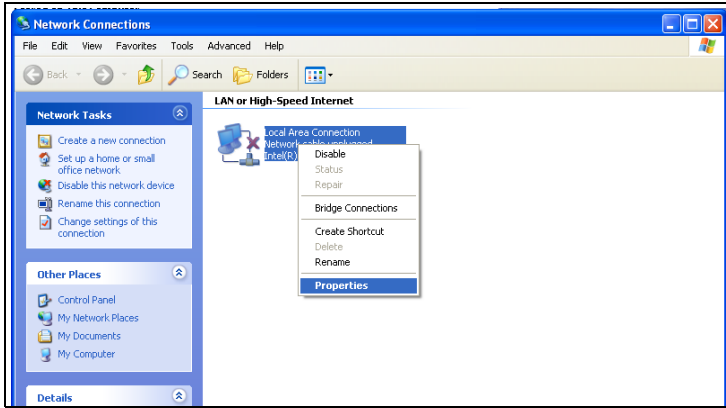 Network Connections
File Edit View Favorites Tools Advanced Help
Back Search Folders
Network Tasks
Create a new connection
Set up a home or small
office network
Disable this network device
Rename this connection
Change settings of this
connection
Other Places
Control Panel
My Network Places
My Documents
My Computer
Details
LAN or High-Speed Internet
Local Area Connection
Network cable unplugged
Intel(R)
Disable
Status
Repair
Bridge Connections
Create Shortcut
Delete
Rename
Properties